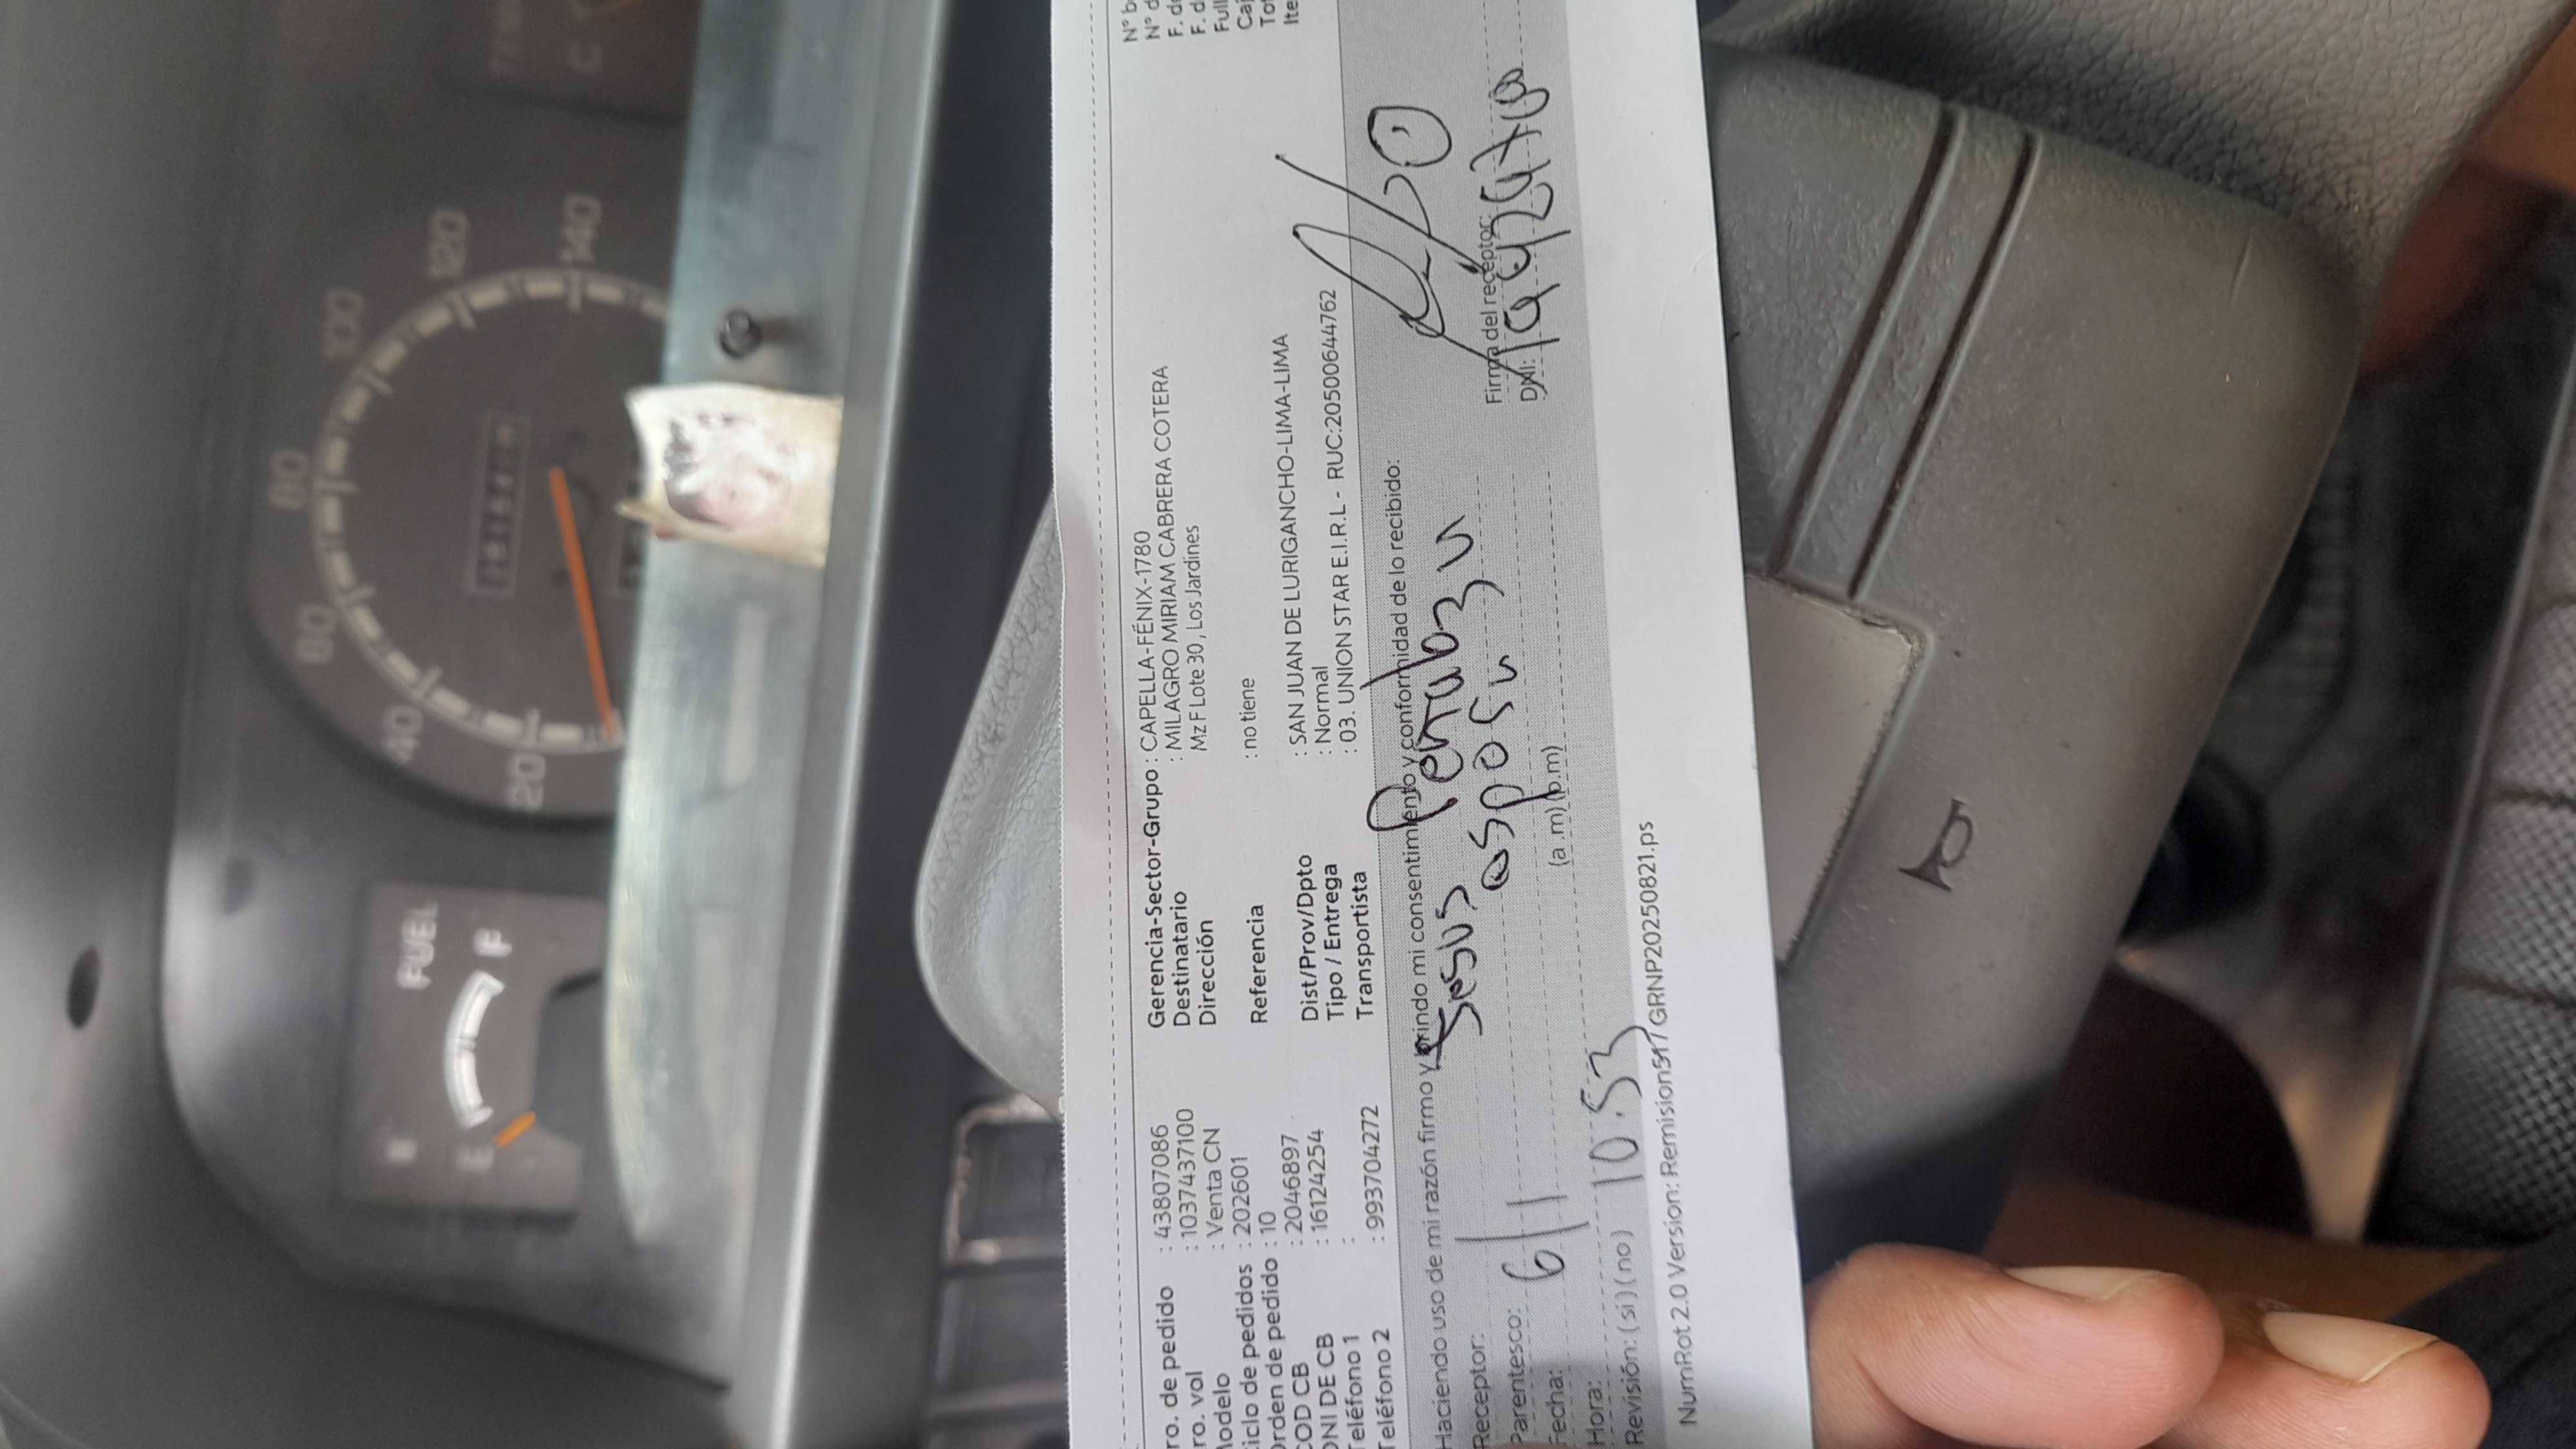 ro. de pedido : 43807086
ro. vol : 1037437100
Modelo : Venta CN
iclo de pedidos : 202601
Orden de pedido : 10
COD CB : 2046897
DNI DE CB : 16124254
Teléfono 1 :
Teléfono 2 : 993704272
Gerencia-Sector-Grupo : CAPELLA-FÉNIX-1780
Destinatario : MILAGRO MIRIAM CABRERA COTERA
Dirección Mz F Lote 30 , Los Jardines
Referencia : no tiene
Dist/Prov/Dpto : SAN JUAN DE LURIGANCHO-LIMA-LIMA
Tipo / Entrega : Normal
Transportista : 03. UNION STAR E.I.R.L - RUC:20500644762
N° b
N° d
F. d
F. d
Full
Caj
Tot
Ite
Haciendo uso de mi razón firmo y brindo mi consentimiento y conformidad de lo recibido:
Receptor: Jesus
Parentesco: esposu
Fecha: 6/1
Hora: 10.53 (a .m) (p.m)
Revisión: ( si ) ( no )
Firma del receptor:
DNI:
NumRot 2.0 Version: Remision517 GRNP20250821.ps
FUEL
E F
20 40 60 80 100 120 140
C